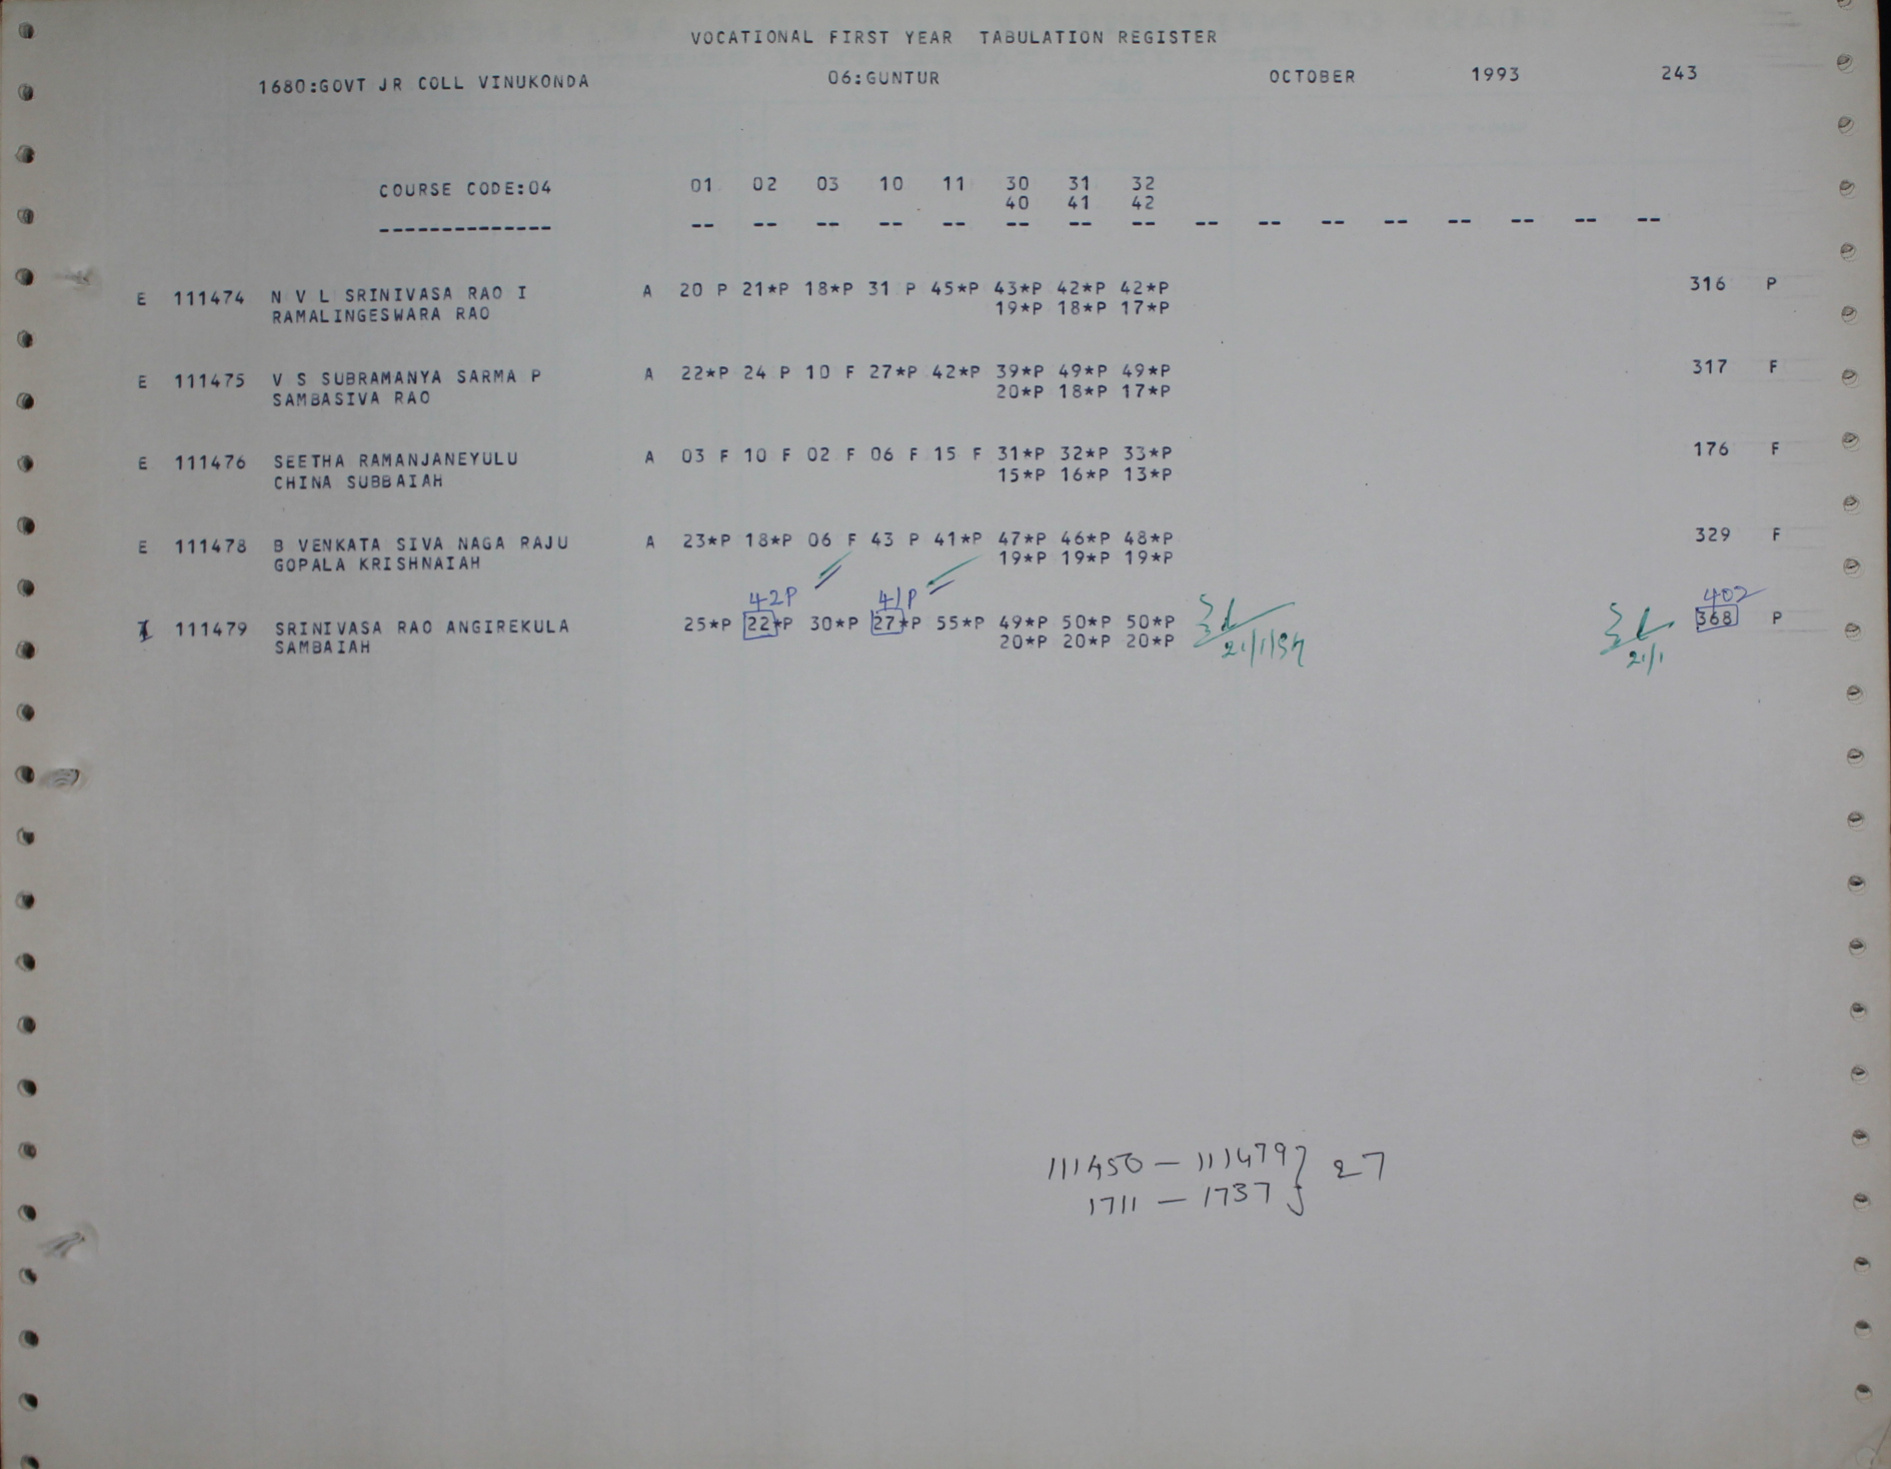 VOCATIONAL FIRST YEAR TABULATION REGISTER
1680:GOVT JR COLL VINUKONDA 06:GUNTUR OCTOBER 1993 243
COURSE CODE:04 01 02 03 10 11 30 31 32
40 41 42
-------------- -- -- -- -- -- -- -- -- -- -- -- -- -- -- -- --
E 111474 N V L SRINIVASA RAO I A 20 P 21*P 18*P 31 P 45*P 43*P 42*P 42*P 316 P
RAMALINGESWARA RAO 19*P 18*P 17*P
E 111475 V S SUBRAMANYA SARMA P A 22*P 24 P 10 F 27*P 42*P 39*P 49*P 49*P 317 F
SAMBASIVA RAO 20*P 18*P 17*P
E 111476 SEETHA RAMANJANEYULU A 03 F 10 F 02 F 06 F 15 F 31*P 32*P 33*P 176 F
CHINA SUBBAIAH 15*P 16*P 13*P
E 111478 B VENKATA SIVA NAGA RAJU A 23*P 18*P 06 F 43 P 41*P 47*P 46*P 48*P 329 F
GOPALA KRISHNAIAH 19*P 19*P 19*P
42P 41P 402
111479 SRINIVASA RAO ANGIREKULA 25*P 22*P 30*P 27*P 55*P 49*P 50*P 50*P 368 P
SAMBAIAH 20*P 20*P 20*P 21/1
111450 - 111479 } 27
1711 - 1737